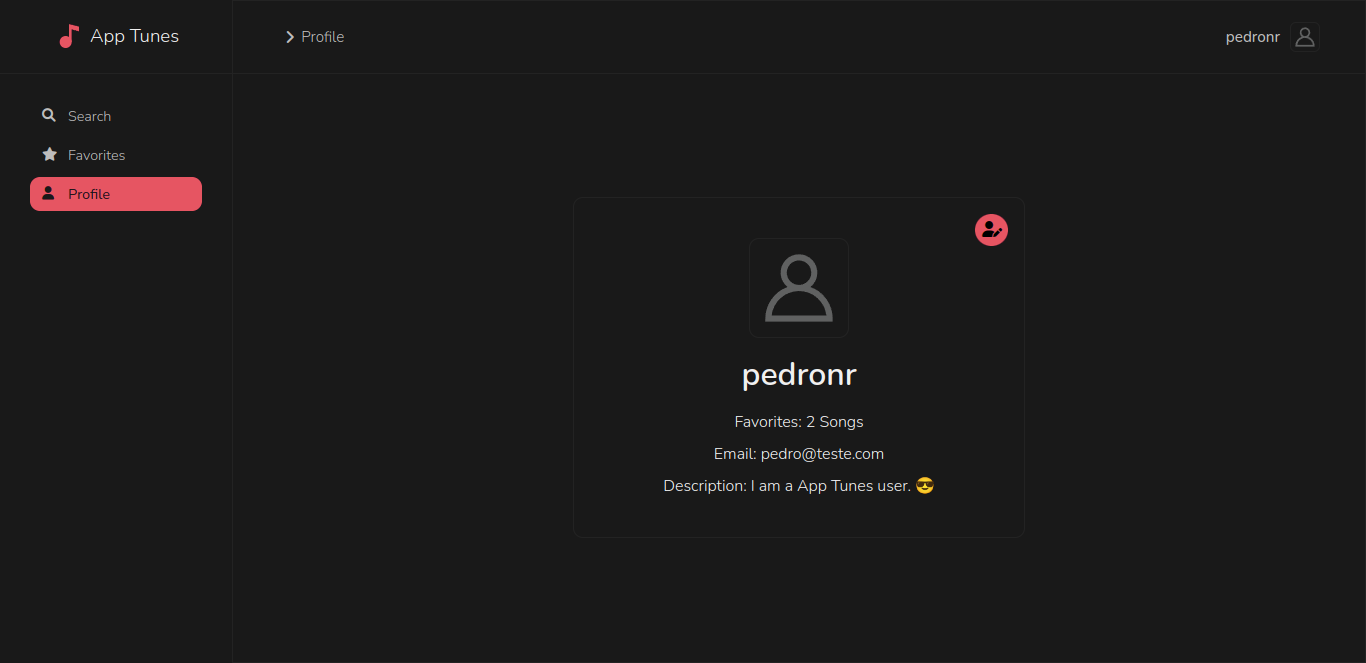 App Tunes
Profile
pedronr
Search
Favorites
Profile
pedronr
Favorites: 2 Songs
Email: pedro@teste.com
Description: I am a App Tunes user. 😎